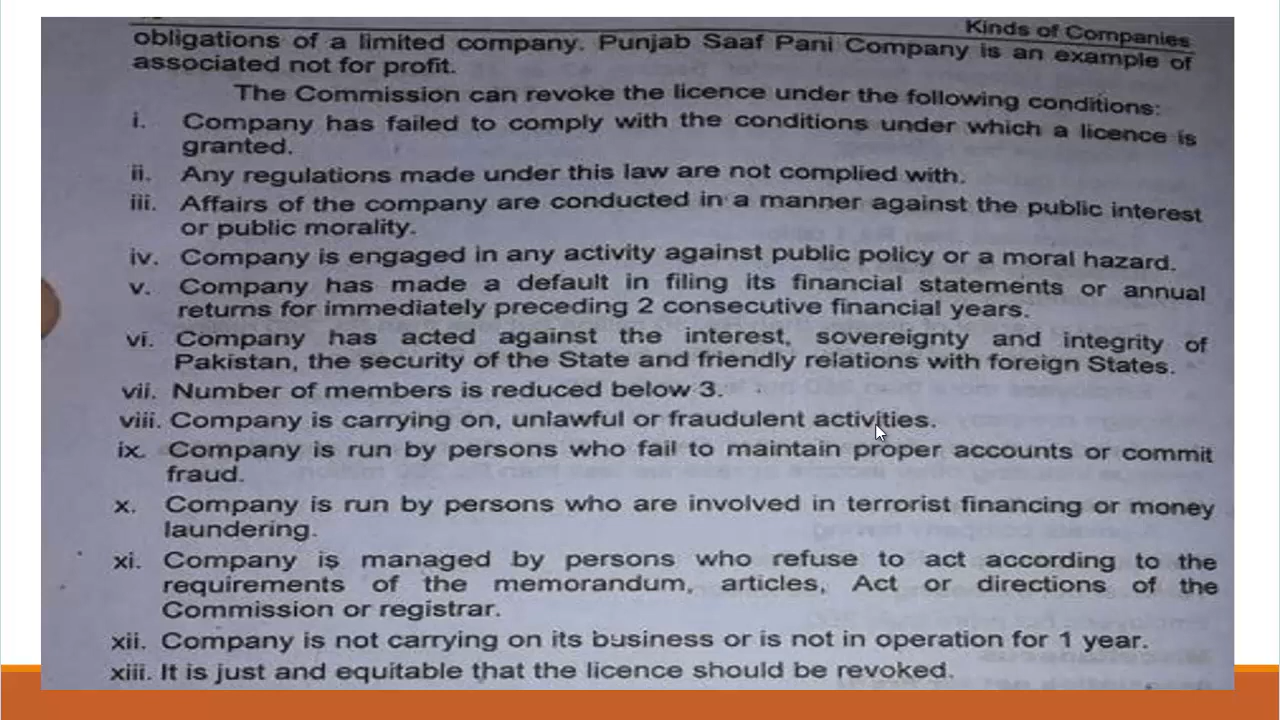 Kinds of Companies
obligations of a limited company. Punjab Saaf Pani Company is an example of
associated not for profit.
The Commission can revoke the licence under the following conditions:
i. Company has failed to comply with the conditions under which a licence is
granted.
ii. Any regulations made under this law are not complied with.
iii. Affairs of the company are conducted in a manner against the public interest
or public morality.
iv. Company is engaged in any activity against public policy or a moral hazard.
v. Company has made a default in filing its financial statements or annual
returns for immediately preceding 2 consecutive financial years.
vi. Company has acted against the interest, sovereignty and integrity of
Pakistan, the security of the State and friendly relations with foreign States.
vii. Number of members is reduced below 3.
viii. Company is carrying on, unlawful or fraudulent activities.
ix. Company is run by persons who fail to maintain proper accounts or commit
fraud.
x. Company is run by persons who are involved in terrorist financing or money
laundering.
xi. Company is managed by persons who refuse to act according to the
requirements of the memorandum, articles, Act or directions of the
Commission or registrar.
xii. Company is not carrying on its business or is not in operation for 1 year.
xiii. It is just and equitable that the licence should be revoked.